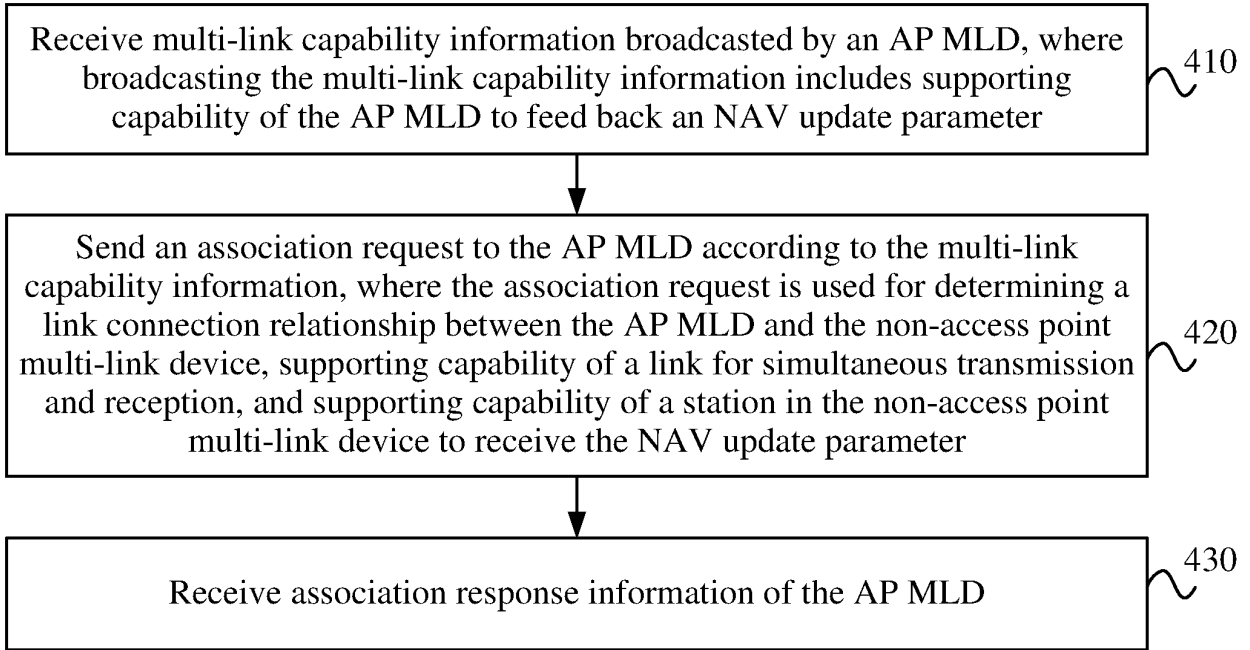 Receive multi-link capability information broadcasted by an AP MLD, where
broadcasting the multi-link capability information includes supporting
capability of the AP MLD to feed back an NAV update parameter
410
Send an association request to the AP MLD according to the multi-link
capability information, where the association request is used for determining a
link connection relationship between the AP MLD and the non-access point
multi-link device, supporting capability of a link for simultaneous transmission
and reception, and supporting capability of a station in the non-access point
multi-link device to receive the NAV update parameter
420
Receive association response information of the AP MLD
430